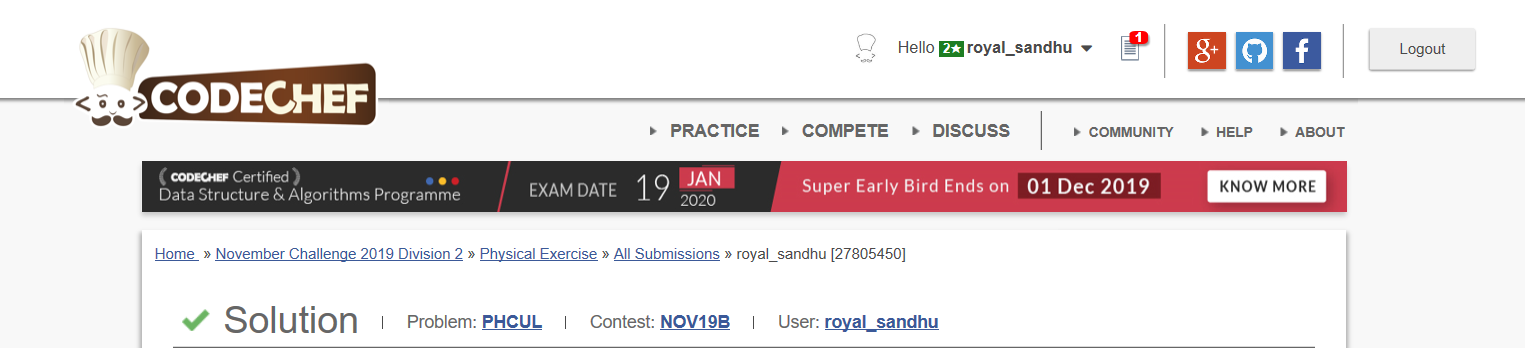 Hello 2★ royal_sandhu
1
g+
f
Logout
<CODECHEF
PRACTICE COMPETE DISCUSS COMMUNITY HELP ABOUT
(CODECHEF Certified)
Data Structure & Algorithms Programme
EXAM DATE 19 JAN 2020
Super Early Bird Ends on 01 Dec 2019
KNOW MORE
Home » November Challenge 2019 Division 2 » Physical Exercise » All Submissions » royal_sandhu [27805450]
Solution | Problem: PHCUL | Contest: NOV19B | User: royal_sandhu